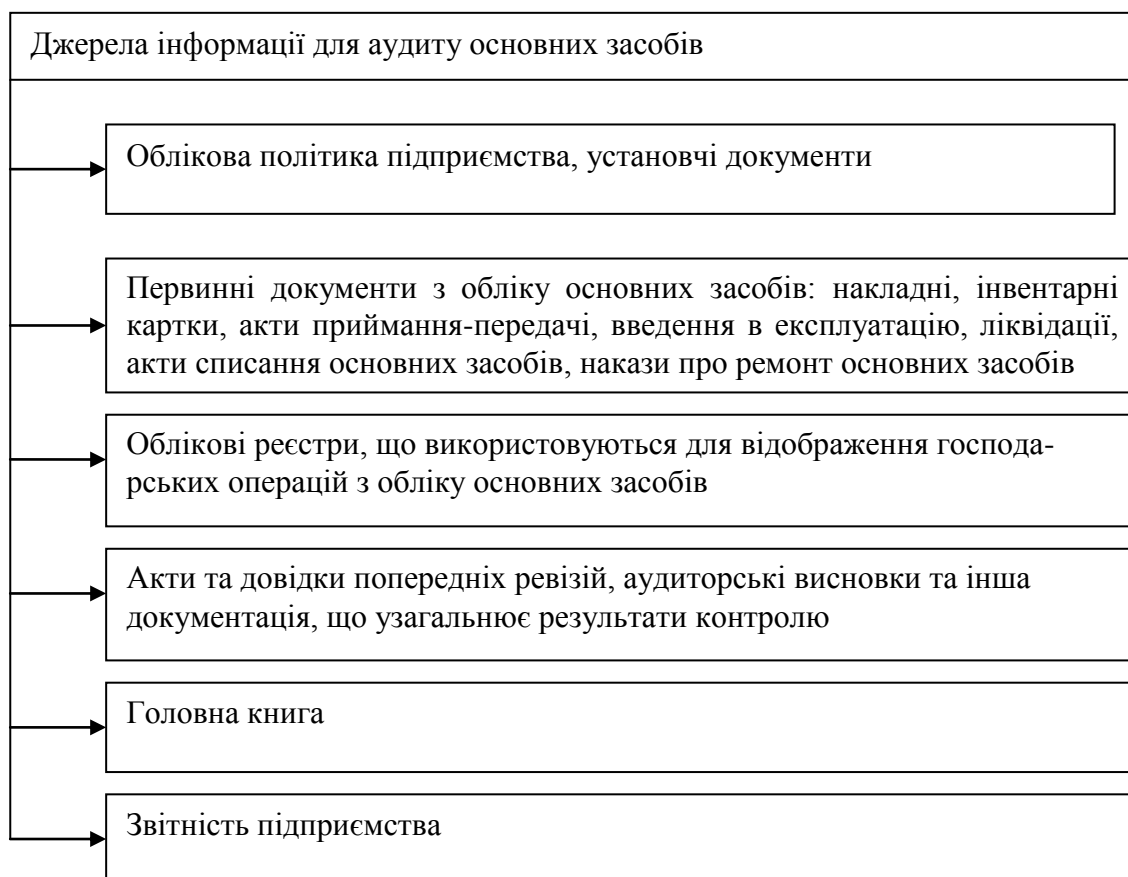 Джерела інформації для аудиту основних засобів
Облікова політика підприємства, установчі документи
Первинні документи з обліку основних засобів: накладні, інвентарні
картки, акти приймання-передачі, введення в експлуатацію, ліквідації,
акти списання основних засобів, накази про ремонт основних засобів
Облікові реєстри, що використовуються для відображення господа-
рських операцій з обліку основних засобів
Акти та довідки попередніх ревізій, аудиторські висновки та інша
документація, що узагальнює результати контролю
Головна книга
Звітність підприємства